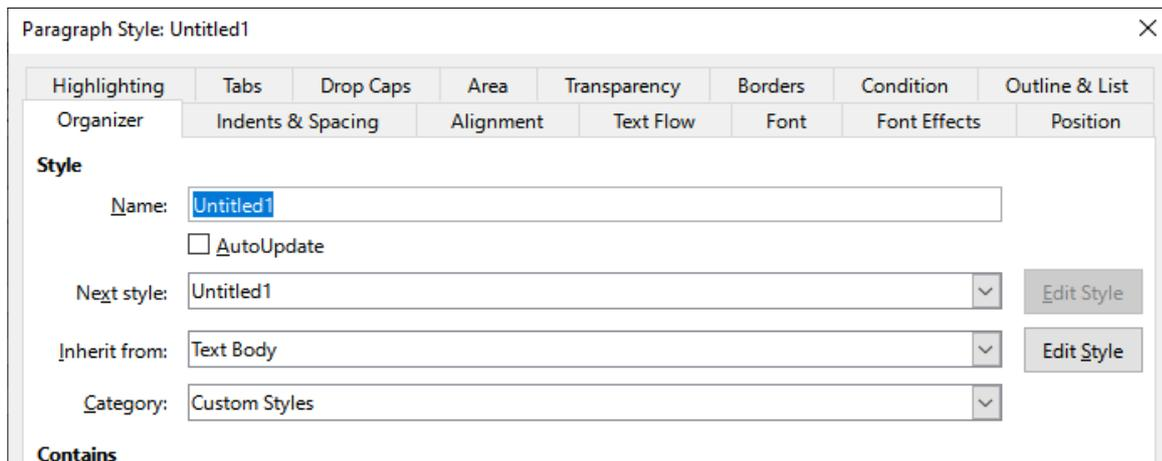 Paragraph Style: Untitled1
Highlighting Tabs Drop Caps Area Transparency Borders Condition Outline & List
Organizer Indents & Spacing Alignment Text Flow Font Font Effects Position
Style
Name: Untitled1
AutoUpdate
Next style: Untitled1 Edit Style
Inherit from: Text Body Edit Style
Category: Custom Styles
Contains